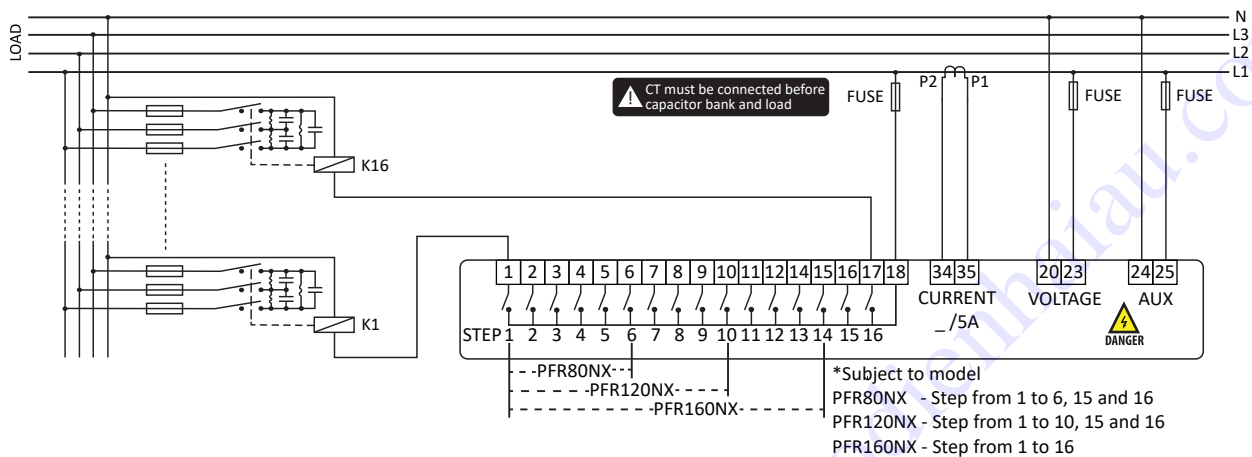 N
L3
L2
L1
LOAD
CT must be connected before
capacitor bank and load
FUSE
P2 P1
FUSE
FUSE
K16
K1
1 2 3 4 5 6 7 8 9 10 11 12 14 15 16 17 18
34 35
20 23
24 25
CURRENT
_ /5A
VOLTAGE
AUX
DANGER
STEP 1 2 3 4 5 6 7 8 9 10 11 12 13 14 15 16
PFR80NX
PFR120NX
PFR160NX
*Subject to model
PFR80NX - Step from 1 to 6, 15 and 16
PFR120NX - Step from 1 to 10, 15 and 16
PFR160NX - Step from 1 to 16
dienhaiau.co